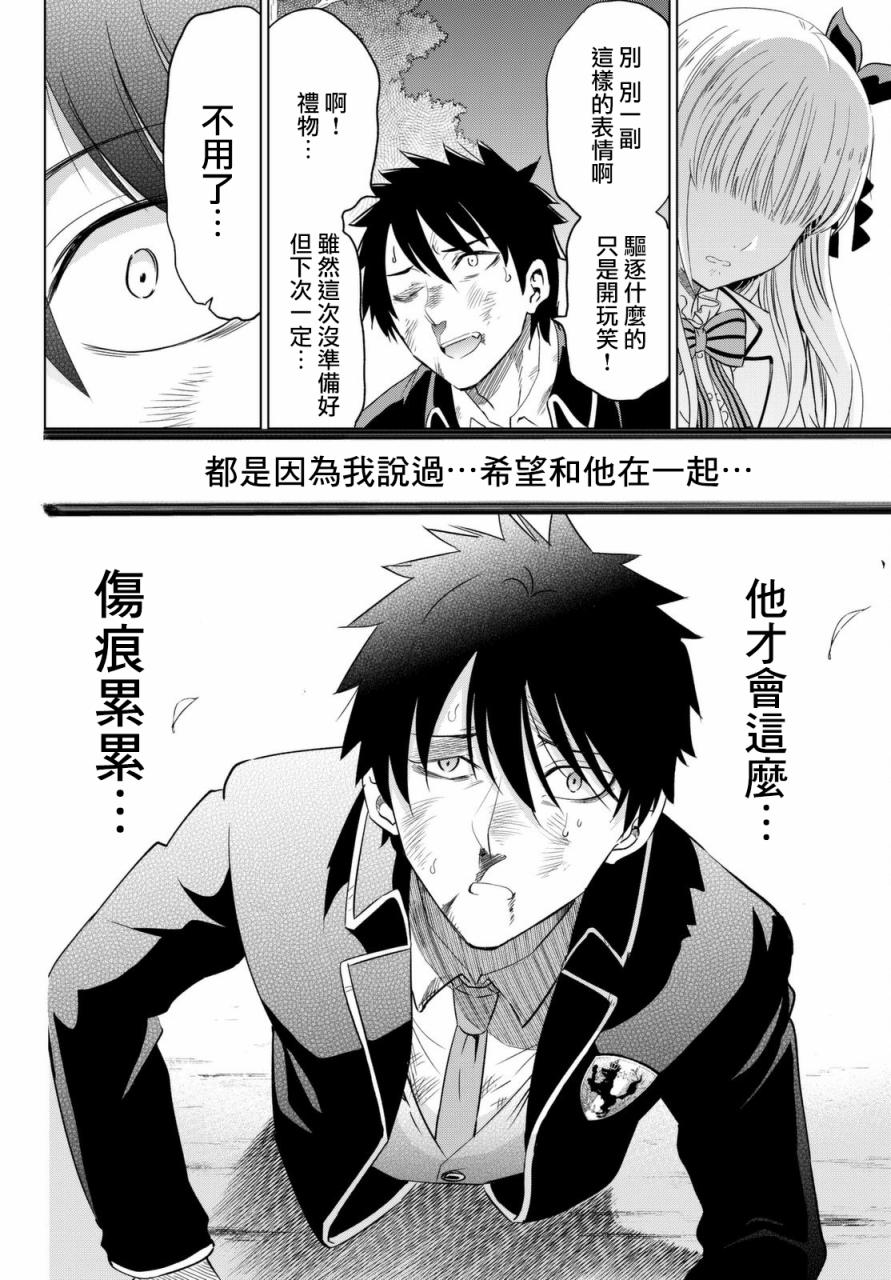 別 別一副
這樣的表情啊
驅逐什麼的
只是開玩笑！
啊！
禮物…
雖然這次沒準備好
但下次一定…
不用了…
都是因為我說過…希望和他在一起…
他才會這麼…
傷痕累累…